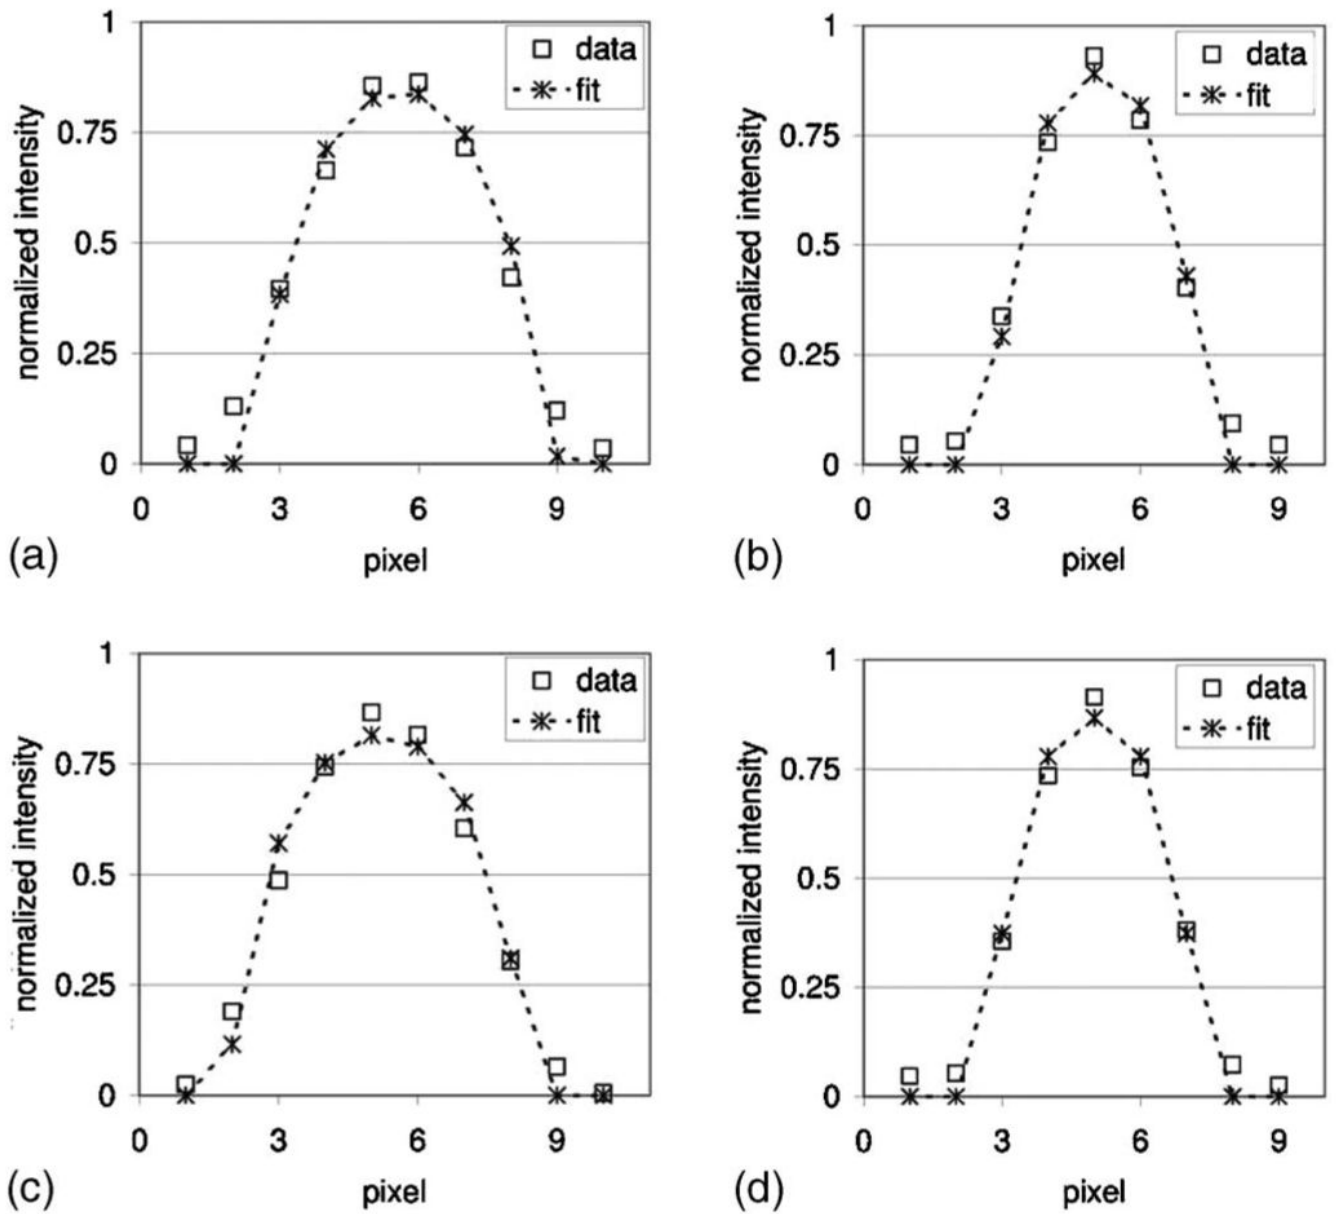 1
0.75
0.5
0.25
0
0 3 6 9
normalized intensity
pixel
data
fit
(a)
1
0.75
0.5
0.25
0
0 3 6 9
normalized intensity
pixel
data
fit
(b)
1
0.75
0.5
0.25
0
0 3 6 9
normalized intensity
pixel
data
fit
(c)
1
0.75
0.5
0.25
0
0 3 6 9
normalized intensity
pixel
data
fit
(d)